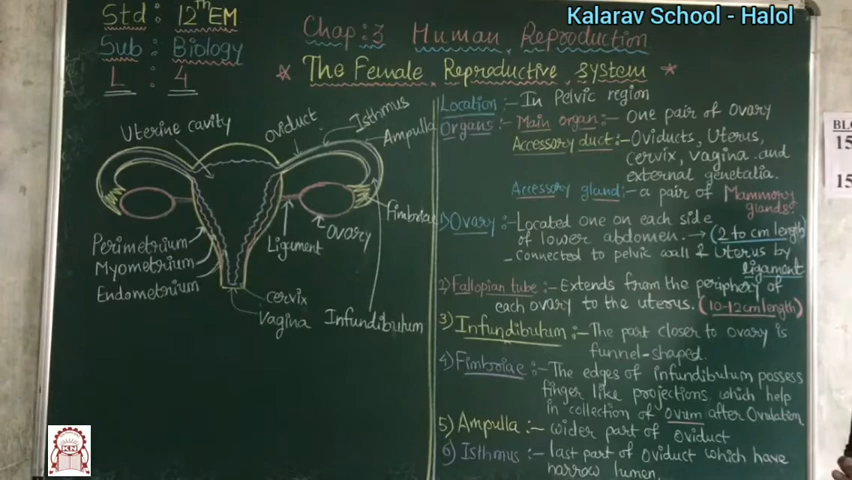 Kalarav School - Halol
Std : 12th EM
Sub : Biology
L : 4
Chap : 3 Human Reproduction
* The Female Reproductive system *
Uterine cavity
oviduct
Isthmus
Ampulla
Fimbriae
Ovary
Ligament
Perimetrium
Myometrium
Endometrium
cervix
Vagina
Infundibulum
Location :- In Pelvic region
Organs :- Main organ :- One pair of Ovary
Accessory duct :- Oviducts, Uterus,
cervix, vagina and
external genetalia.
Accessory gland :- a pair of Mammary
glands.
1) Ovary :- Located one on each side
of lower abdomen. → (2 to cm length)
- Connected to pelvic wall & Uterus by
ligament
2) Fallopian tube :- Extends from the periphery of
each ovary to the uterus. (10-12 cm length)
3) Infundibulum :- The part closer to ovary is
funnel-shaped.
4) Fimbriae :- The edges of infundibulum possess
finger like projections which help
in collection of ovum after Ovulation
5) Ampulla :- wider part of oviduct
6) Isthmus :- last part of oviduct which have
narrow lumen.
KN
15
15